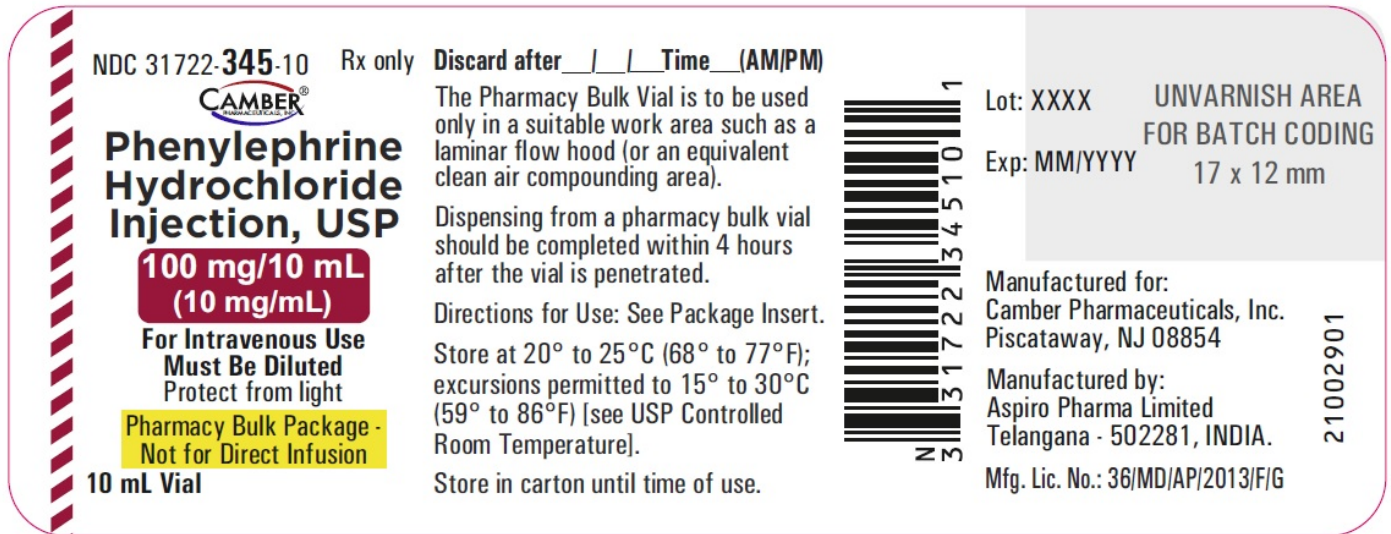 NDC 31722-345-10 Rx only
CAMBER®
PHARMACEUTICALS, INC
Phenylephrine
Hydrochloride
Injection, USP
100 mg/10 mL
(10 mg/mL)
For Intravenous Use
Must Be Diluted
Protect from light
Pharmacy Bulk Package -
Not for Direct Infusion
10 mL Vial
Discard after__/__/__Time__(AM/PM)
The Pharmacy Bulk Vial is to be used
only in a suitable work area such as a
laminar flow hood (or an equivalent
clean air compounding area).
Dispensing from a pharmacy bulk vial
should be completed within 4 hours
after the vial is penetrated.
Directions for Use: See Package Insert.
Store at 20° to 25°C (68° to 77°F);
excursions permitted to 15° to 30°C
(59° to 86°F) [see USP Controlled
Room Temperature].
Store in carton until time of use.
N
3 31722 34510 1
Lot: XXXX
Exp: MM/YYYY
UNVARNISH AREA
FOR BATCH CODING
17 x 12 mm
Manufactured for:
Camber Pharmaceuticals, Inc.
Piscataway, NJ 08854
Manufactured by:
Aspiro Pharma Limited
Telangana - 502281, INDIA.
Mfg. Lic. No.: 36/MD/AP/2013/F/G
21002901